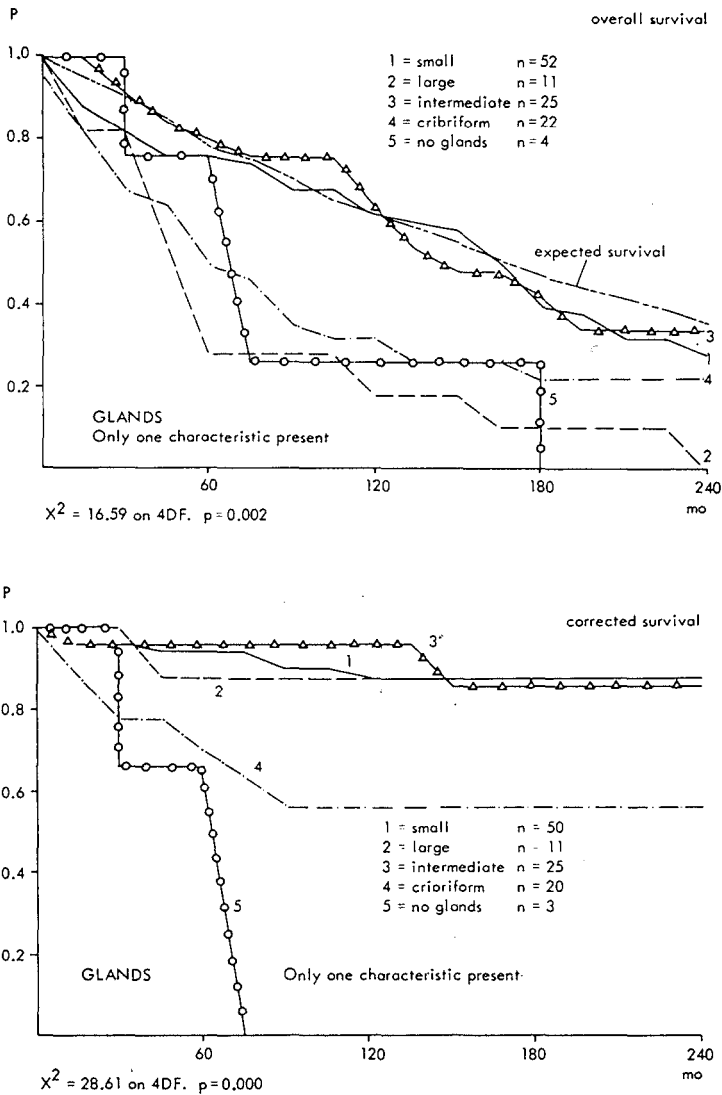 P
overall survival
1.0
0.8
0.6
0.4
0.2
1 = small n=52
2 = large n=11
3 = intermediate n=25
4 = cribriform n=22
5 = no glands n=4
expected survival
3
1
4
5
2
GLANDS
Only one characteristic present
60 120 180 240
mo
X² = 16.59 on 4DF. p=0.002
P
corrected survival
1.0
0.8
0.6
0.4
0.2
3
1
2
4
5
1 = small n = 50
2 = large n - 11
3 = intermediate n = 25
4 = crioriform n = 20
5 = no glands n = 3
GLANDS Only one characteristic present
60 120 180 240
mo
X² = 28.61 on 4DF. p=0.000